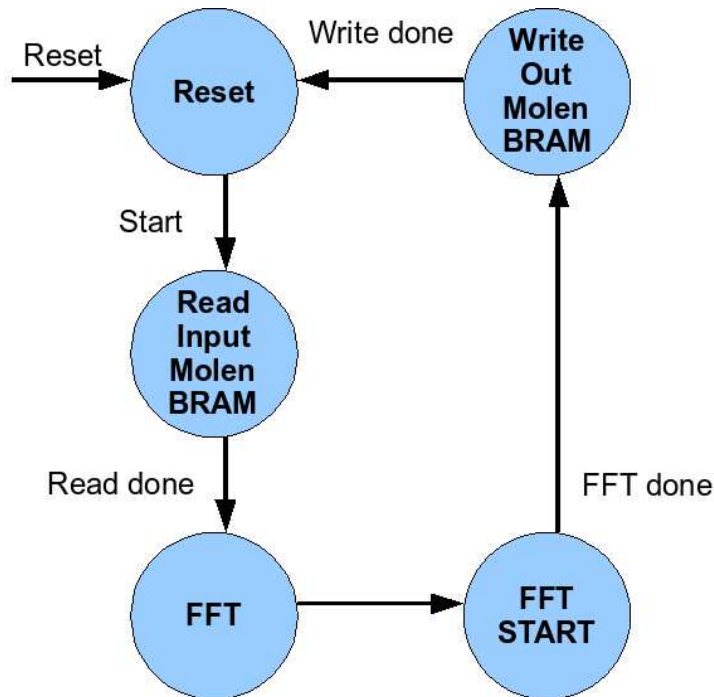 Reset
Reset
Write done
Write
Out
Molen
BRAM
Start
Read
Input
Molen
BRAM
Read done
FFT done
FFT
FFT
START